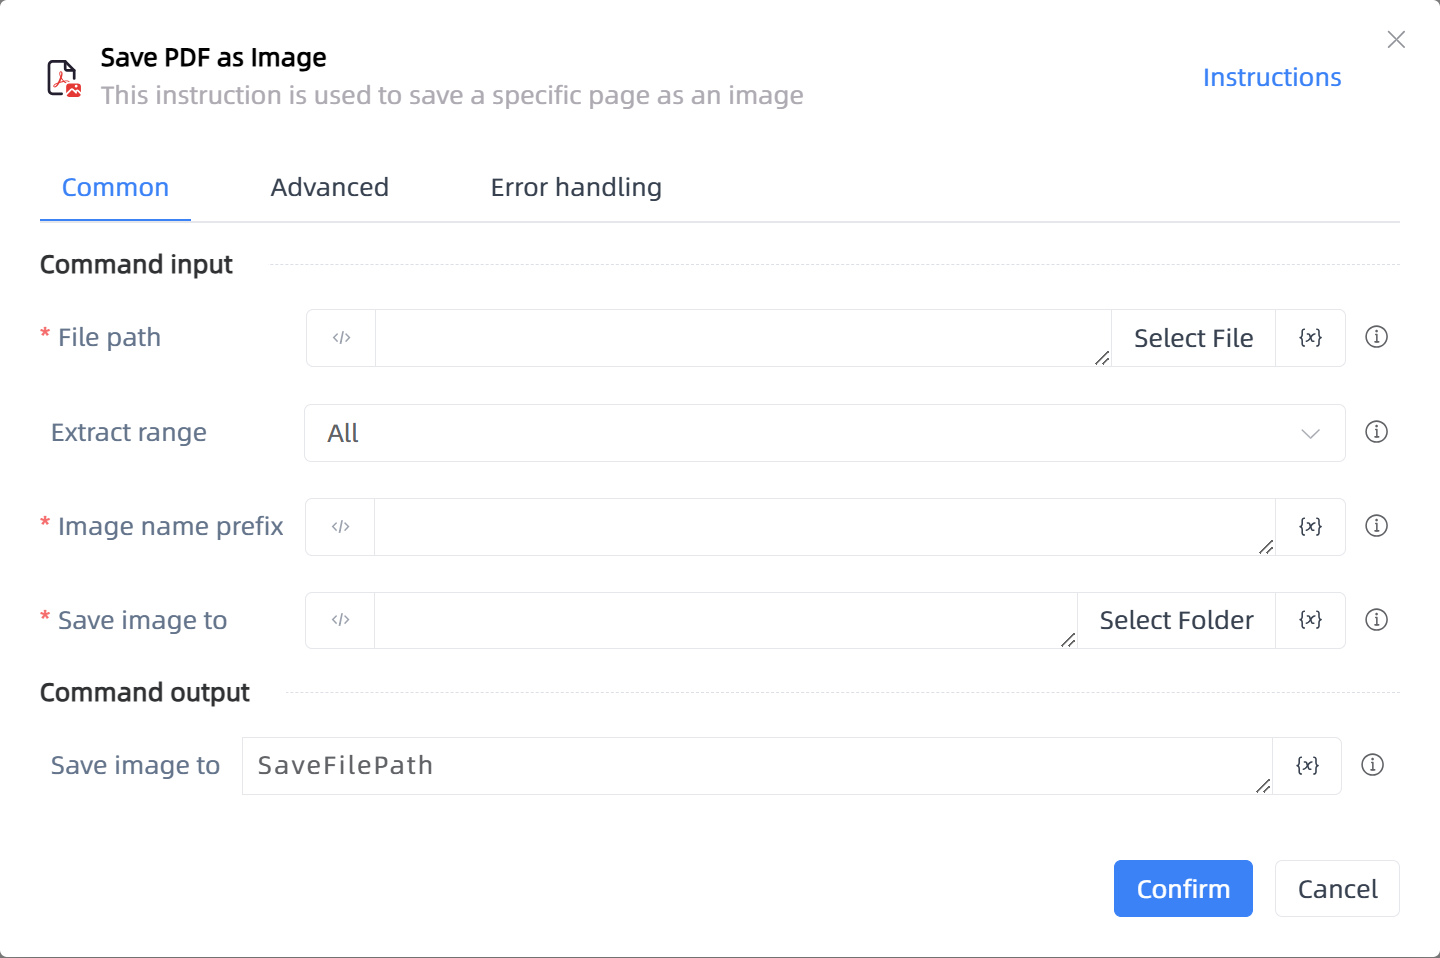 Save PDF as Image
This instruction is used to save a specific page as an image
Instructions
Common Advanced Error handling
Command input
* File path </> Select File {x}
Extract range All
* Image name prefix </> {x}
* Save image to </> Select Folder {x}
Command output
Save image to SaveFilePath {x}
Confirm Cancel